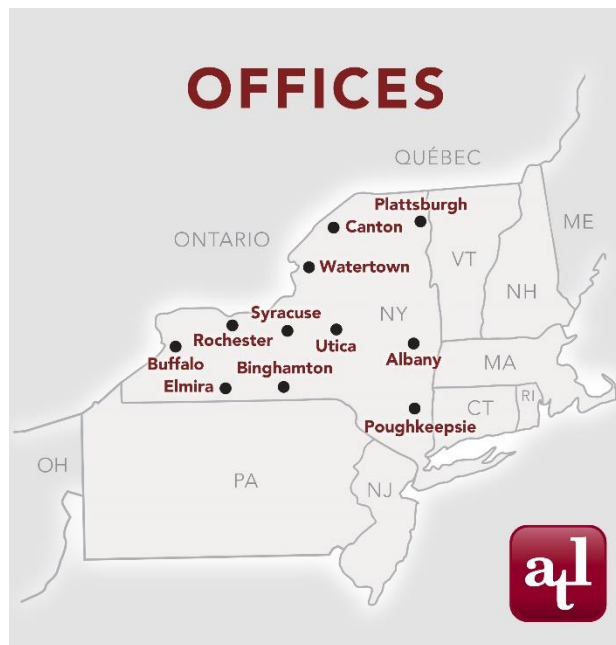 OFFICES
QUÉBEC
Plattsburgh
Canton
ONTARIO
ME
VT
Watertown
NH
Syracuse
NY
Rochester
Utica
Buffalo
Albany
MA
Binghamton
Elmira
RI
CT
Poughkeepsie
OH
PA
NJ
atl